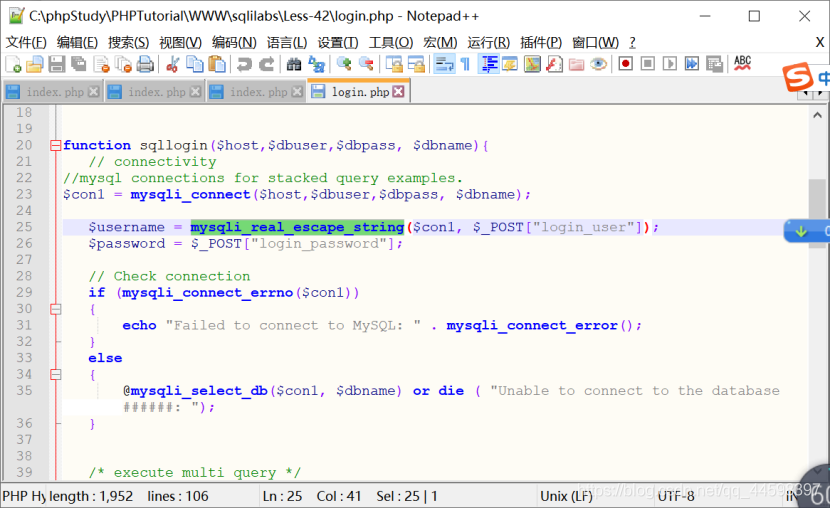 C:\phpStudy\PHPTutorial\WWW\sqlilabs\Less-42\login.php - Notepad++
文件(F) 编辑(E) 搜索(S) 视图(V) 编码(N) 语言(L) 设置(T) 工具(O) 宏(M) 运行(R) 插件(P) 窗口(W) ? X
ABC
index.php index.php index.php login.php
S 中
18
19
20 function sqllogin($host,$dbuser,$dbpass, $dbname){
21 // connectivity
22 //mysql connections for stacked query examples.
23 $con1 = mysqli_connect($host,$dbuser,$dbpass, $dbname);
24
25 $username = mysqli_real_escape_string($con1, $_POST["login_user"]);
26 $password = $_POST["login_password"];
27
28 // Check connection
29 if (mysqli_connect_errno($con1))
30 {
31 echo "Failed to connect to MySQL: " . mysqli_connect_error();
32 }
33 else
34 {
35 @mysqli_select_db($con1, $dbname) or die ( "Unable to connect to the database
######: ");
36 }
37
38
39 /* execute multi query */
PHP Hy length : 1,952 lines : 106 Ln : 25 Col : 41 Sel : 25 | 1 Unix (LF) UTF-8
https://blog.csdn.net/qq_44598397